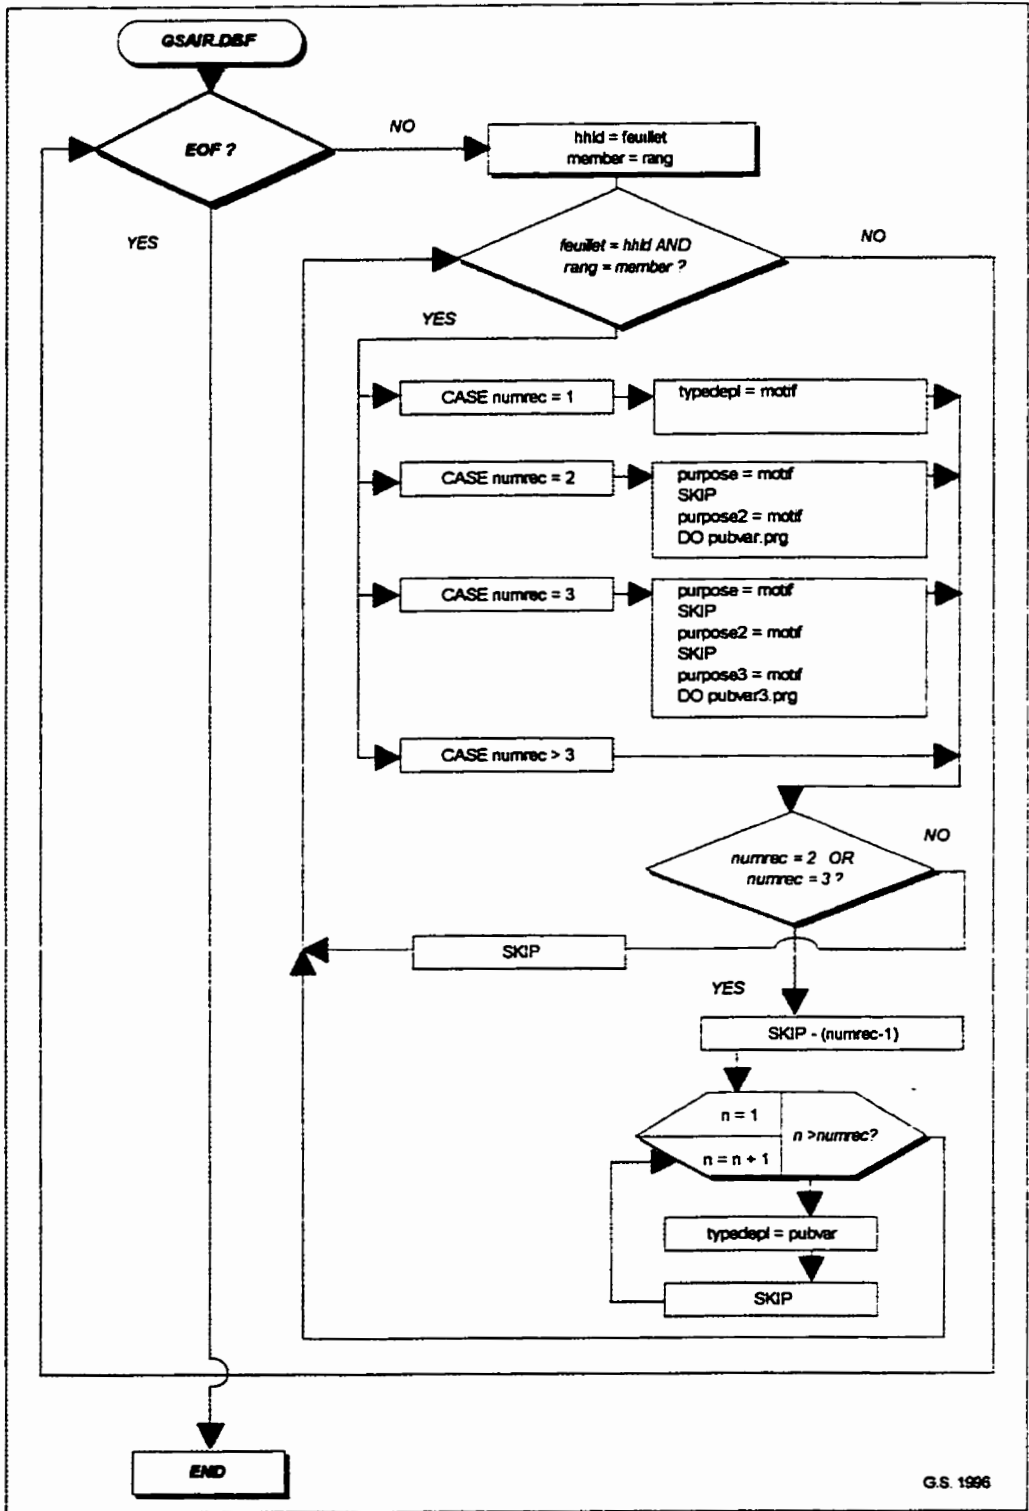 GSAIR.DBF
EOF ?
NO
hhld = feuillet
member = rang
YES
feuillet = hhld AND
rang = member ?
NO
YES
CASE numrec = 1
typedepl = motif
CASE numrec = 2
purpose = motif
SKIP
purpose2 = motif
DO pubvar.prg
CASE numrec = 3
purpose = motif
SKIP
purpose2 = motif
SKIP
purpose3 = motif
DO pubvar3.prg
CASE numrec > 3
numrec = 2 OR
numrec = 3 ?
NO
SKIP
YES
SKIP - (numrec-1)
n = 1
n >numrec?
n = n + 1
typedepl = pubvar
SKIP
END
G.S. 1996